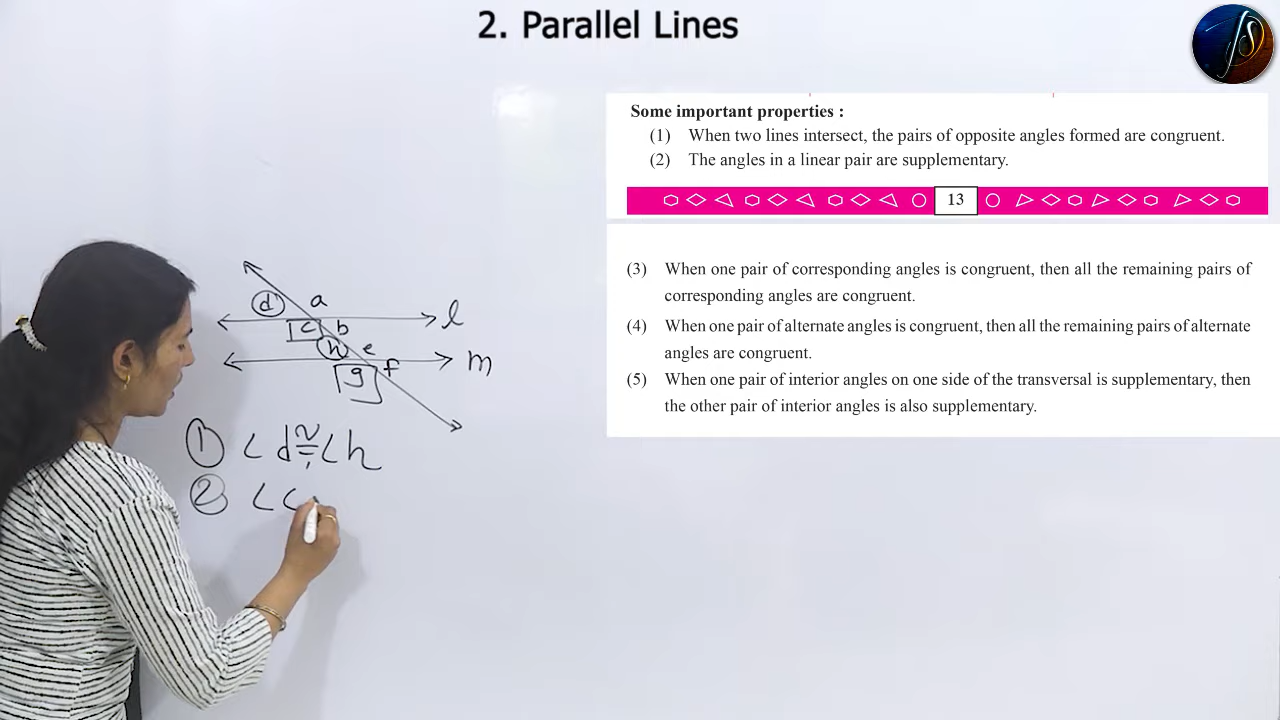 2. Parallel Lines
Some important properties :
(1) When two lines intersect, the pairs of opposite angles formed are congruent.
(2) The angles in a linear pair are supplementary.
13
(3) When one pair of corresponding angles is congruent, then all the remaining pairs of
corresponding angles are congruent.
(4) When one pair of alternate angles is congruent, then all the remaining pairs of alternate
angles are congruent.
(5) When one pair of interior angles on one side of the transversal is supplementary, then
the other pair of interior angles is also supplementary.
d a
c b l
h e
g f m
① ∠d ≅ ∠h
② ∠c